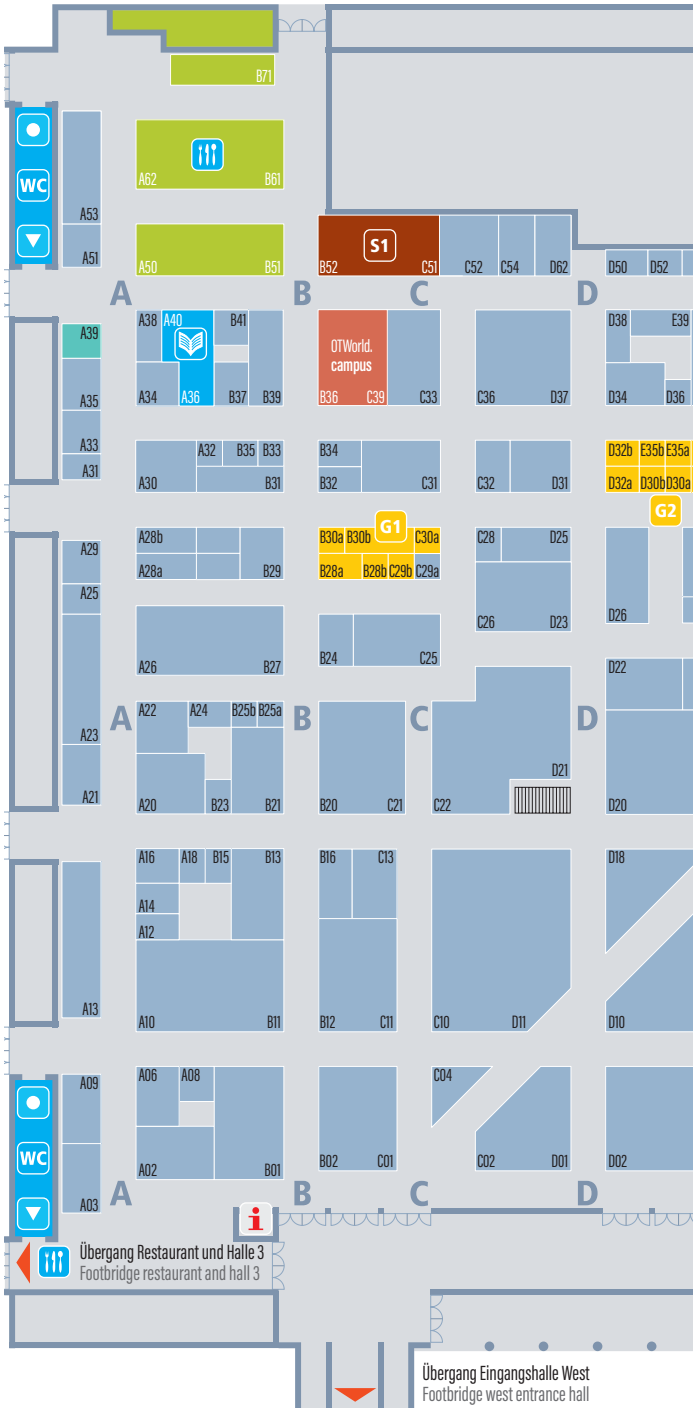 B71
A62
B61
WC
A53
A51
A50
B51
S1
B52
C51
C52
C54
D62
D50
D52
A
B
C
D
A39
A38
A40
B41
OTWorld.
campus
D38
E39
A35
A34
A36
B37
B39
B36
C39
C33
C36
D37
D34
D36
A33
A31
A32
B35
B33
B34
D32b
E35b
E35a
A30
B31
B32
C31
C32
D31
D32a
D30b
D30a
G2
G1
A29
A28b
B30a
B30b
C30a
C28
D25
A25
A28a
B29
B28a
B28b
C29b
C29a
A26
B27
B24
C25
C26
D23
D26
D22
A
B
C
D
A23
A22
A24
B25b
B25a
D21
A21
A20
B23
B21
B20
C21
C22
D20
A16
A18
B15
B13
B16
C13
D18
A14
A12
A13
A10
B11
B12
C11
C10
D11
D10
A09
A06
A08
C04
WC
A02
B01
B02
C01
C02
D01
D02
A03
A
B
C
D
i
Übergang Restaurant und Halle 3
Footbridge restaurant and hall 3
Übergang Eingangshalle West
Footbridge west entrance hall